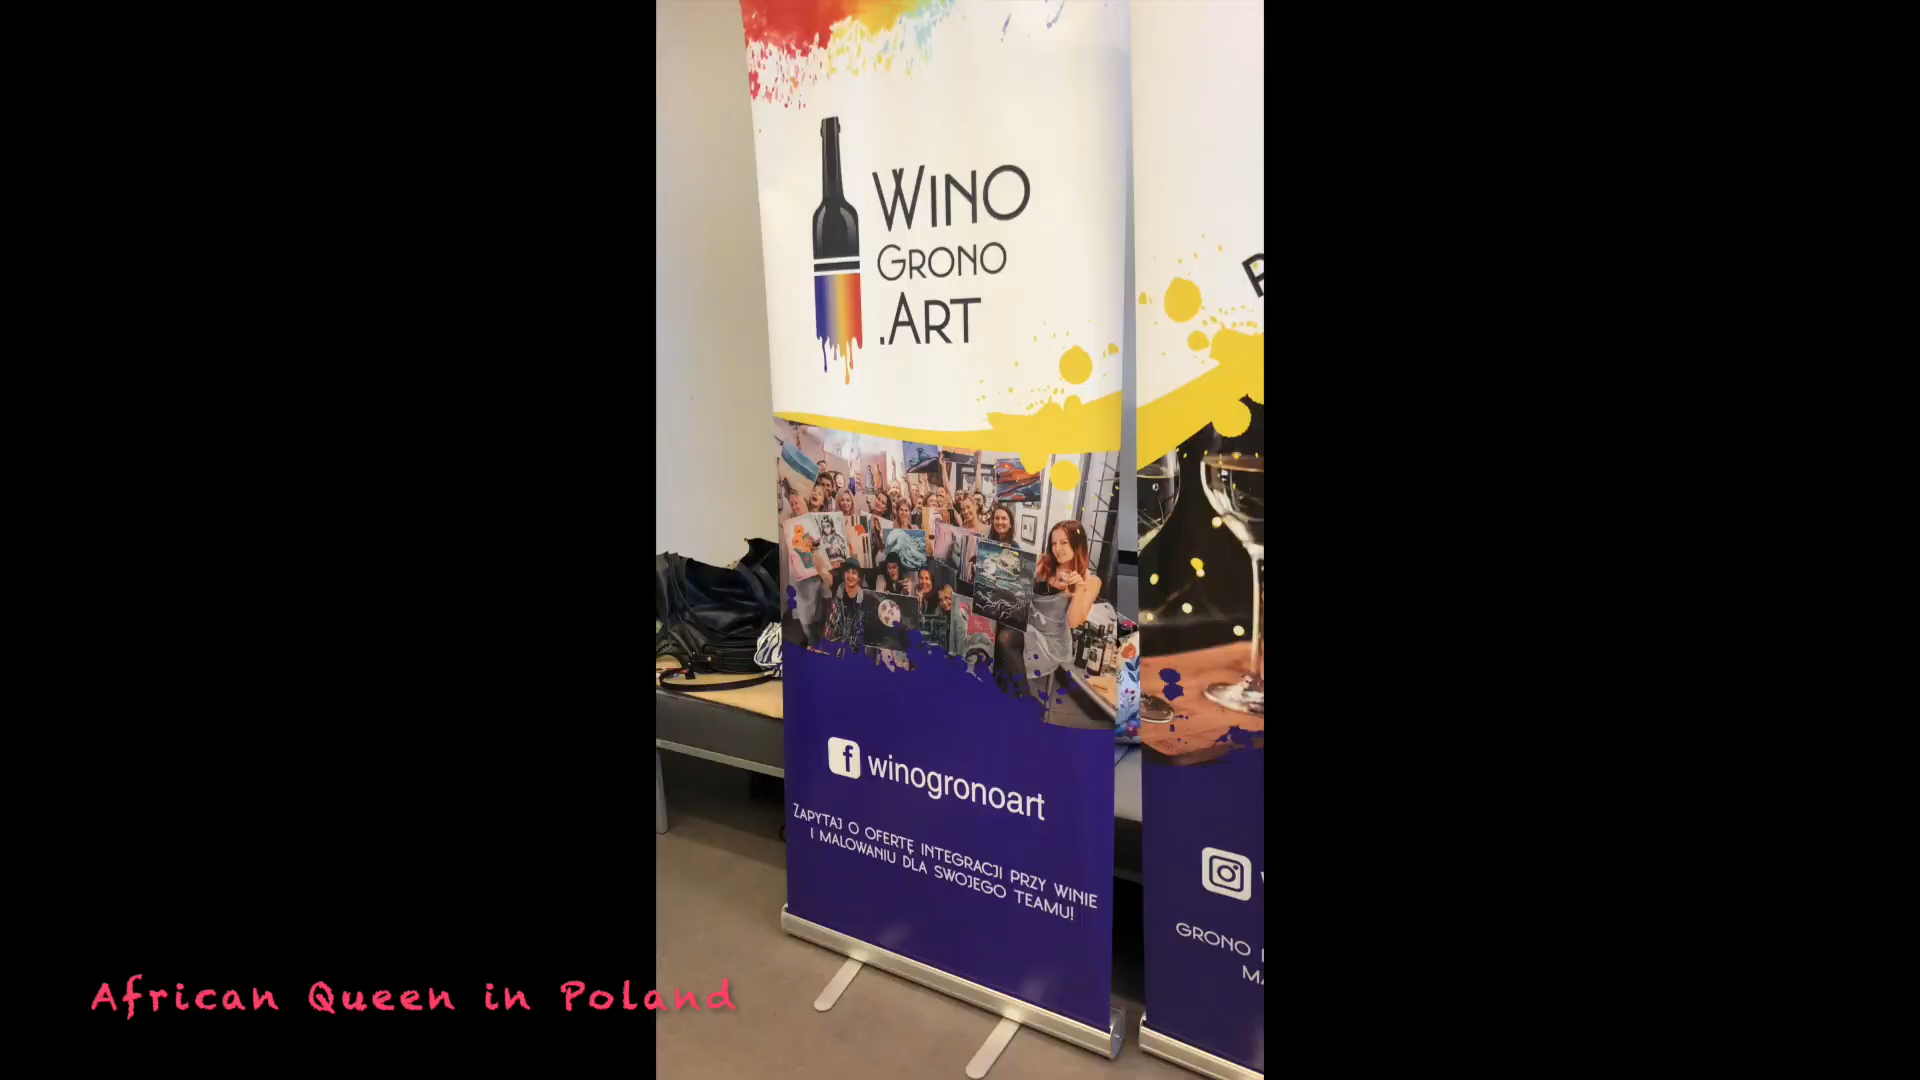 WINO
GRONO
.ART
winogronoart
ZAPYTAJ O OFERTĘ INTEGRACJI PRZY WINIE
I MALOWANIU DLA SWOJEGO TEAMU!
GRONO
African Queen in Poland